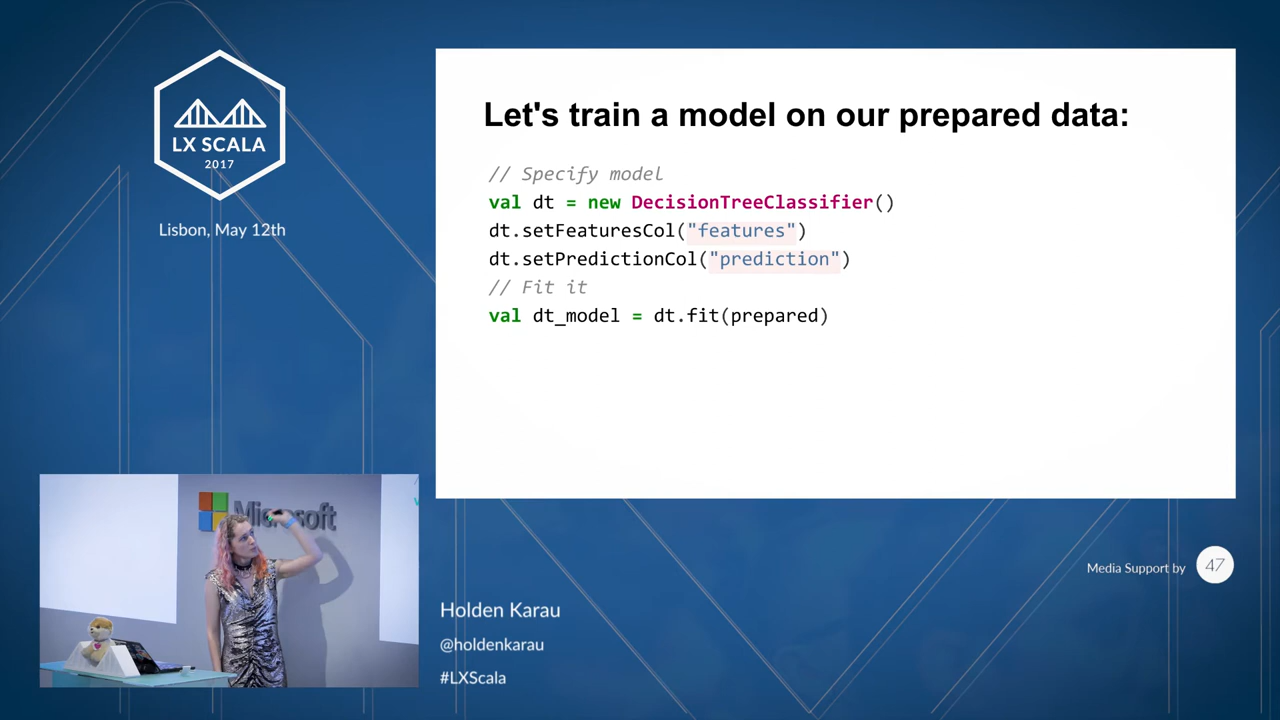 LX SCALA
2017
Lisbon, May 12th
Let's train a model on our prepared data:
// Specify model
val dt = new DecisionTreeClassifier()
dt.setFeaturesCol("features")
dt.setPredictionCol("prediction")
// Fit it
val dt_model = dt.fit(prepared)
Microsoft
Media Support by
47
Holden Karau
@holdenkarau
#LXScala